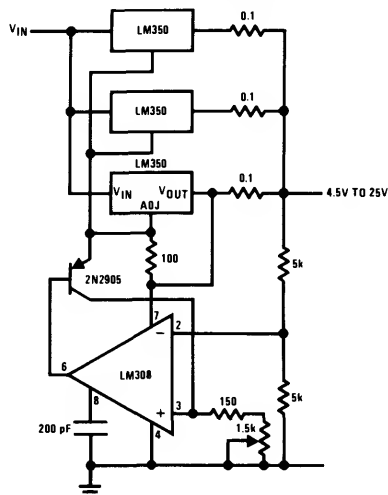 LM350
0.1
VIN
LM350
0.1
LM350
VIN
VOUT
ADJ
0.1
4.5V TO 25V
100
5k
2N2905
7
2
6
LM308
8
3
150
1.5k
5k
200 pF
4